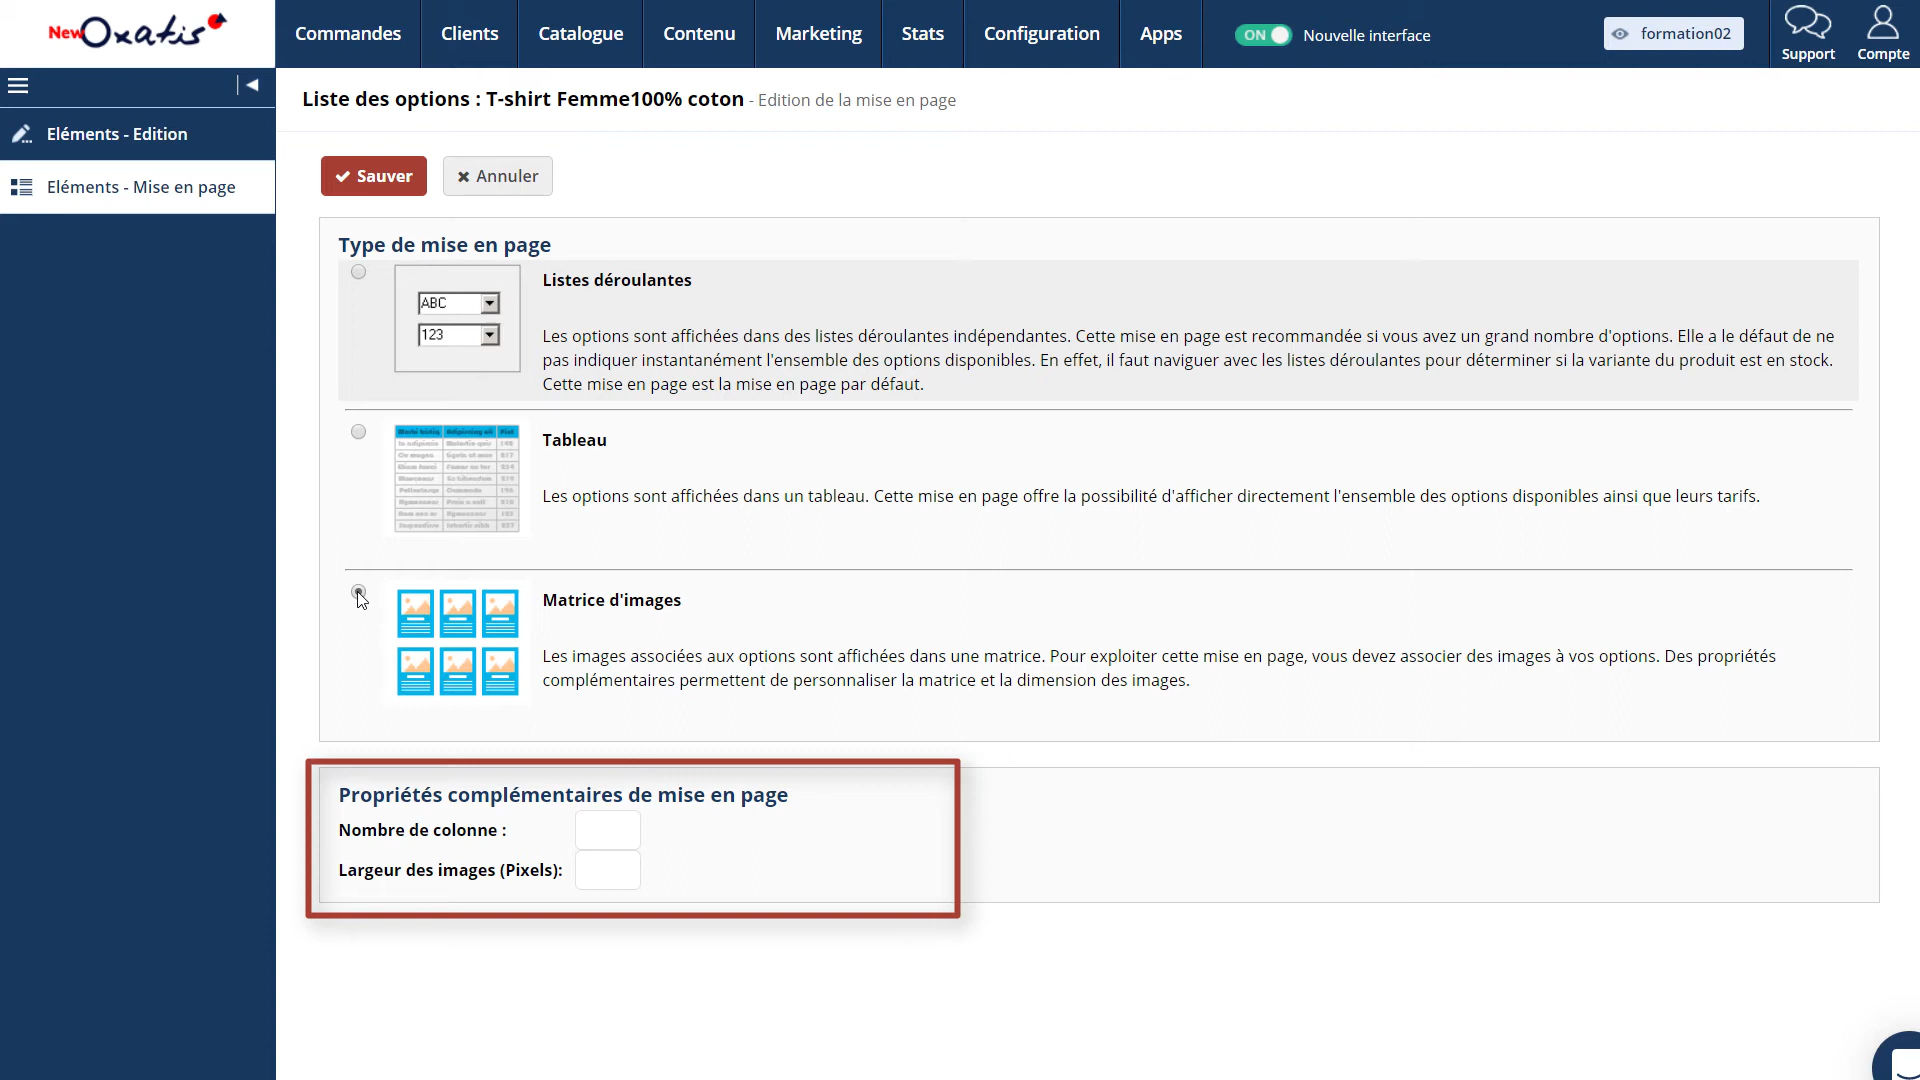 New Oxatis
Commandes
Clients
Catalogue
Contenu
Marketing
Stats
Configuration
Apps
ON
Nouvelle interface
formation02
Support
Compte
Eléments - Edition
Eléments - Mise en page
Liste des options : T-shirt Femme100% coton - Edition de la mise en page
Sauver
Annuler
Type de mise en page
ABC
123
Listes déroulantes
Les options sont affichées dans des listes déroulantes indépendantes. Cette mise en page est recommandée si vous avez un grand nombre d'options. Elle a le défaut de ne
pas indiquer instantanément l'ensemble des options disponibles. En effet, il faut naviguer avec les listes déroulantes pour déterminer si la variante du produit est en stock.
Cette mise en page est la mise en page par défaut.
Tableau
Les options sont affichées dans un tableau. Cette mise en page offre la possibilité d'afficher directement l'ensemble des options disponibles ainsi que leurs tarifs.
Matrice d'images
Les images associées aux options sont affichées dans une matrice. Pour exploiter cette mise en page, vous devez associer des images à vos options. Des propriétés
complémentaires permettent de personnaliser la matrice et la dimension des images.
Propriétés complémentaires de mise en page
Nombre de colonne :
Largeur des images (Pixels):